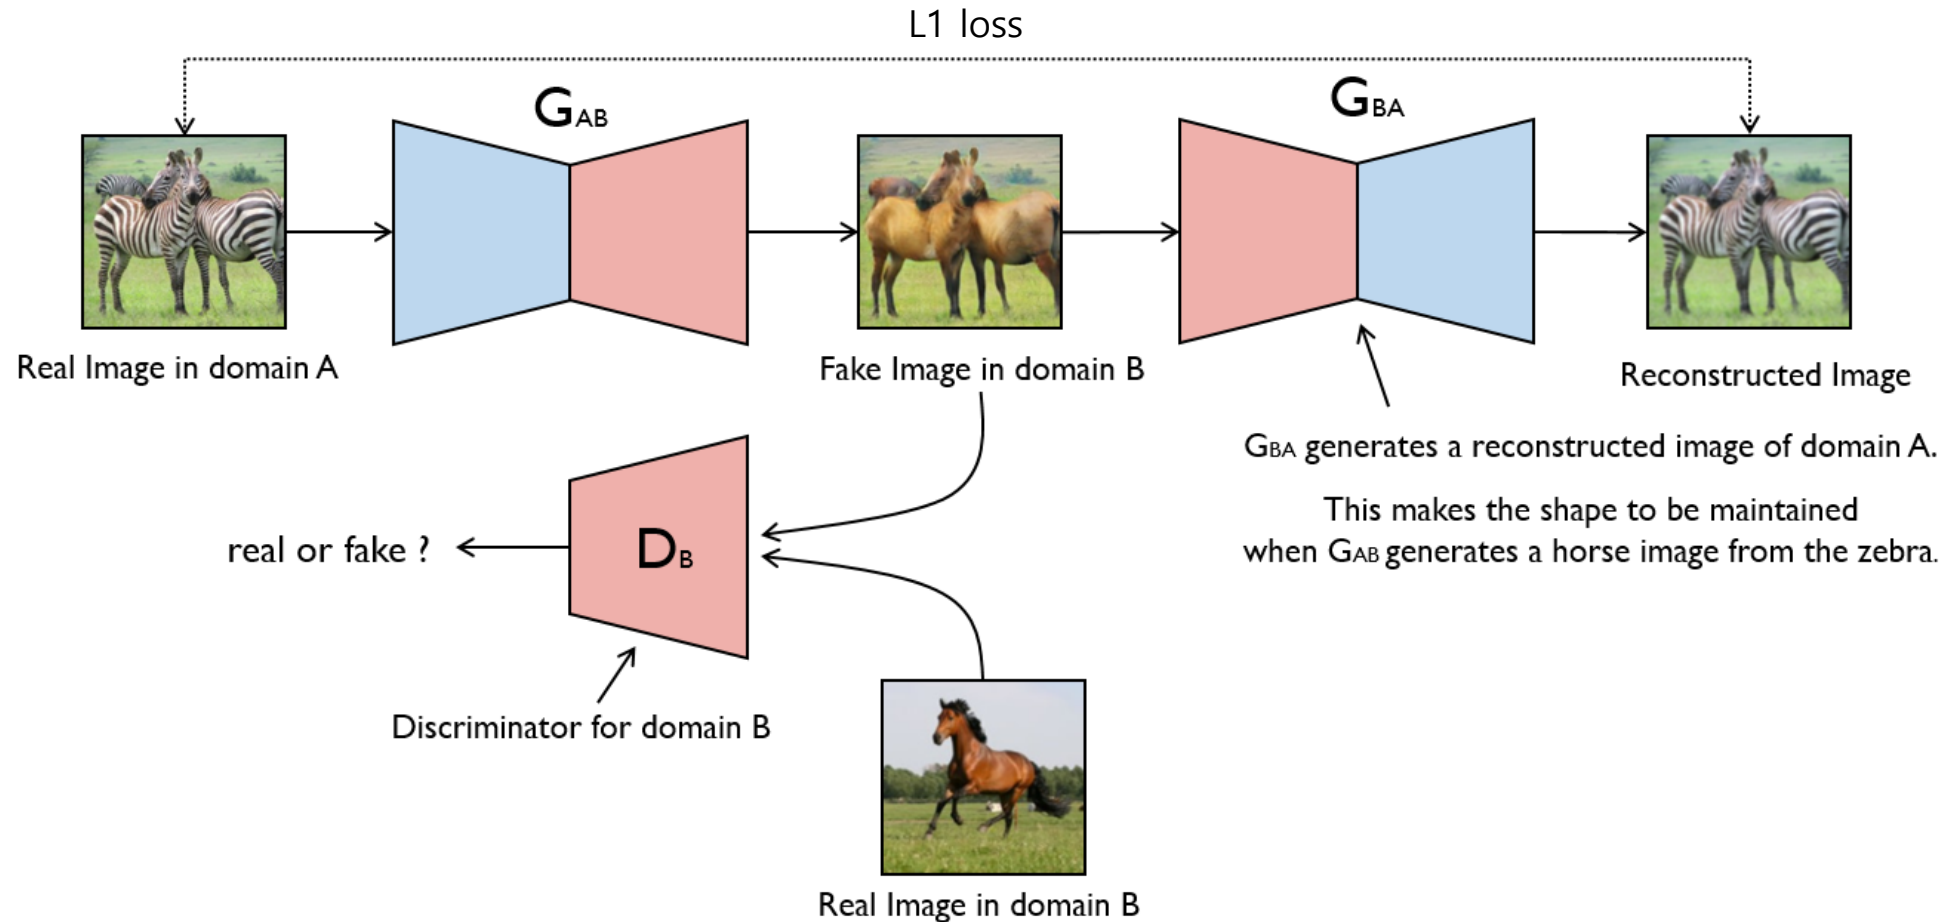 L1 loss
GAB
GBA
Real Image in domain A
Fake Image in domain B
Reconstructed Image
GBA generates a reconstructed image of domain A.
This makes the shape to be maintained
when GAB generates a horse image from the zebra.
real or fake ?
DB
Discriminator for domain B
Real Image in domain B